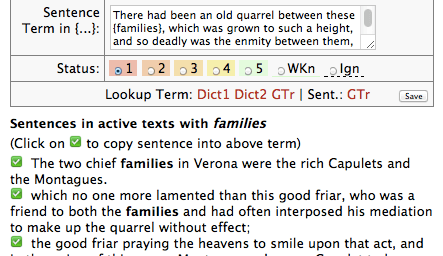 Sentence
Term in {...}:
There had been an old quarrel between these
{families}, which was grown to such a height,
and so deadly was the enmity between them,
Status: 1 2 3 4 5 WKn Ign
Lookup Term: Dict1 Dict2 GTr | Sent.: GTr Save
Sentences in active texts with families
(Click on ✅ to copy sentence into above term)
✅ The two chief families in Verona were the rich Capulets and
the Montagues.
✅ which no one more lamented than this good friar, who was a
friend to both the families and had often interposed his mediation
to make up the quarrel without effect;
✅ the good friar praying the heavens to smile upon that act, and